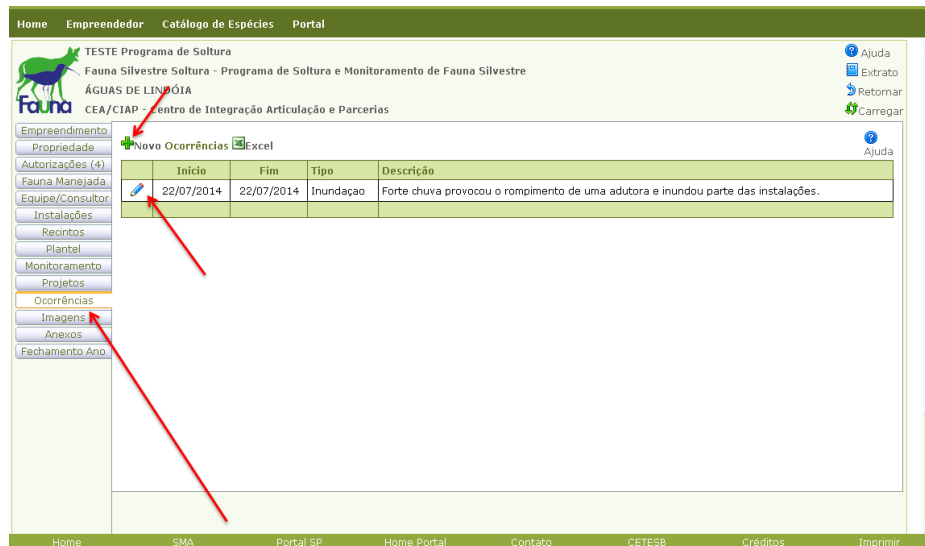 Home Empreendedor Catálogo de Espécies Portal
TESTE Programa de Soltura
Fauna Silvestre Soltura - Programa de Soltura e Monitoramento de Fauna Silvestre
ÁGUAS DE LINDÓIA
CEA/CIAP - Centro de Integração Articulação e Parcerias
Fauna
Ajuda
Extrato
Retornar
Carregar
Empreendimento
Propriedade
Autorizações (4)
Fauna Manejada
Equipe/Consultor
Instalações
Recintos
Plantel
Monitoramento
Projetos
Ocorrências
Imagens
Anexos
Fechamento Ano
Novo Ocorrências Excel
Ajuda
Início Fim Tipo Descrição
22/07/2014 22/07/2014 Inundaçao Forte chuva provocou o rompimento de uma adutora e inundou parte das instalações.
Home SMA Portal SP Home Portal Contato CETESB Créditos Imprimir